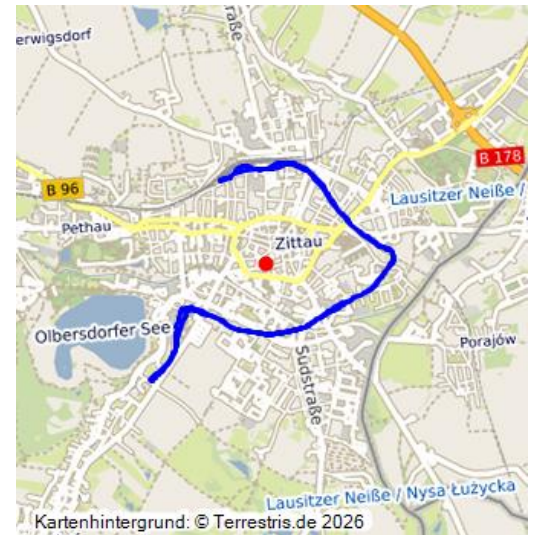 erwigsdorf
straße
B 178
B 96
Lausitzer Neiße /
Pethau
Zittau
Olbersdorfer See
Südstraße
Porajów
Lausitzer Neiße / Nysa Łużycka
Kartenhintergrund: © Terrestris.de 2026